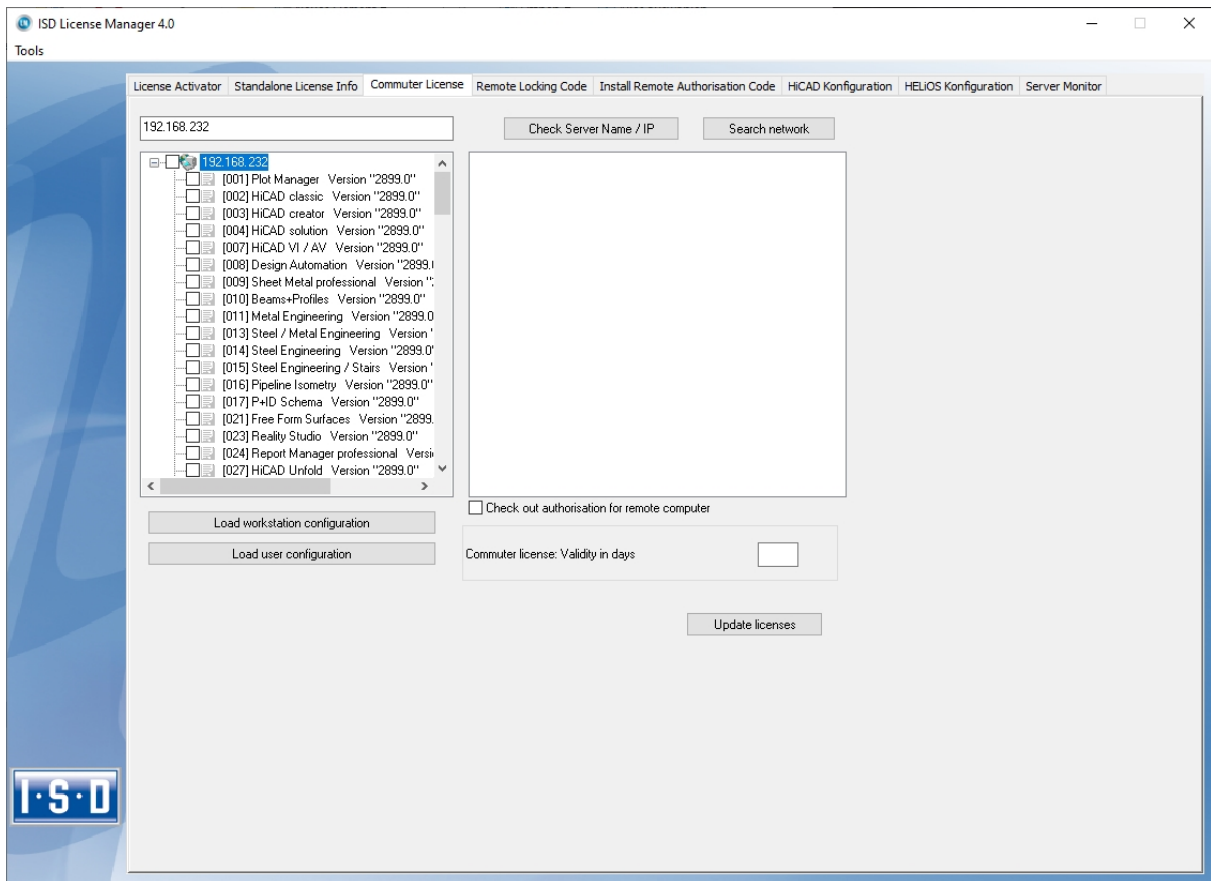 ISD License Manager 4.0
Tools
License Activator Standalone License Info Commuter License Remote Locking Code Install Remote Authorisation Code HiCAD Konfiguration HELiOS Konfiguration Server Monitor
192.168.232 Check Server Name / IP Search network
192.168.232
[001] Plot Manager Version "2899.0"
[002] HiCAD classic Version "2899.0"
[003] HiCAD creator Version "2899.0"
[004] HiCAD solution Version "2899.0"
[007] HiCAD VI / AV Version "2899.0"
[008] Design Automation Version "2899.
[009] Sheet Metal professional Version "
[010] Beams+Profiles Version "2899.0"
[011] Metal Engineering Version "2899.0
[013] Steel / Metal Engineering Version "
[014] Steel Engineering Version "2899.0"
[015] Steel Engineering / Stairs Version "
[016] Pipeline Isometry Version "2899.0"
[017] P+ID Schema Version "2899.0"
[021] Free Form Surfaces Version "2899.
[023] Reality Studio Version "2899.0"
[024] Report Manager professional Versi
[027] HiCAD Unfold Version "2899.0"
Check out authorisation for remote computer
Load workstation configuration
Load user configuration
Commuter license: Validity in days
Update licenses
I·S·D